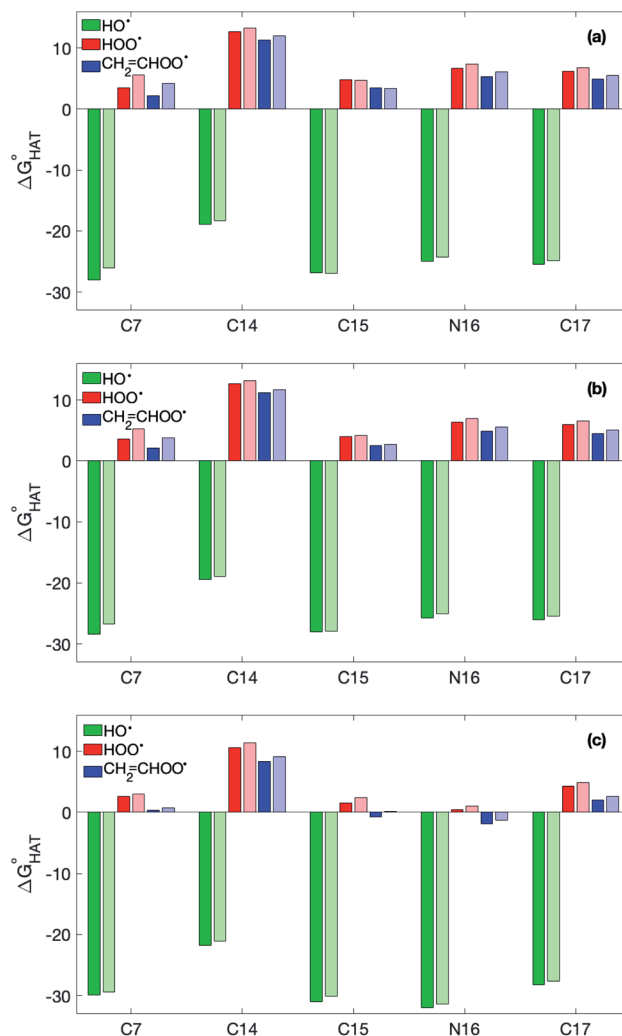 (a)
HO•
HOO•
CH2=CHOO•
10
0
-10
-20
-30
ΔG°HAT
C7 C14 C15 N16 C17
(b)
HO•
HOO•
CH2=CHOO•
10
0
-10
-20
-30
ΔG°HAT
C7 C14 C15 N16 C17
(c)
HO•
HOO•
CH2=CHOO•
10
0
-10
-20
-30
ΔG°HAT
C7 C14 C15 N16 C17